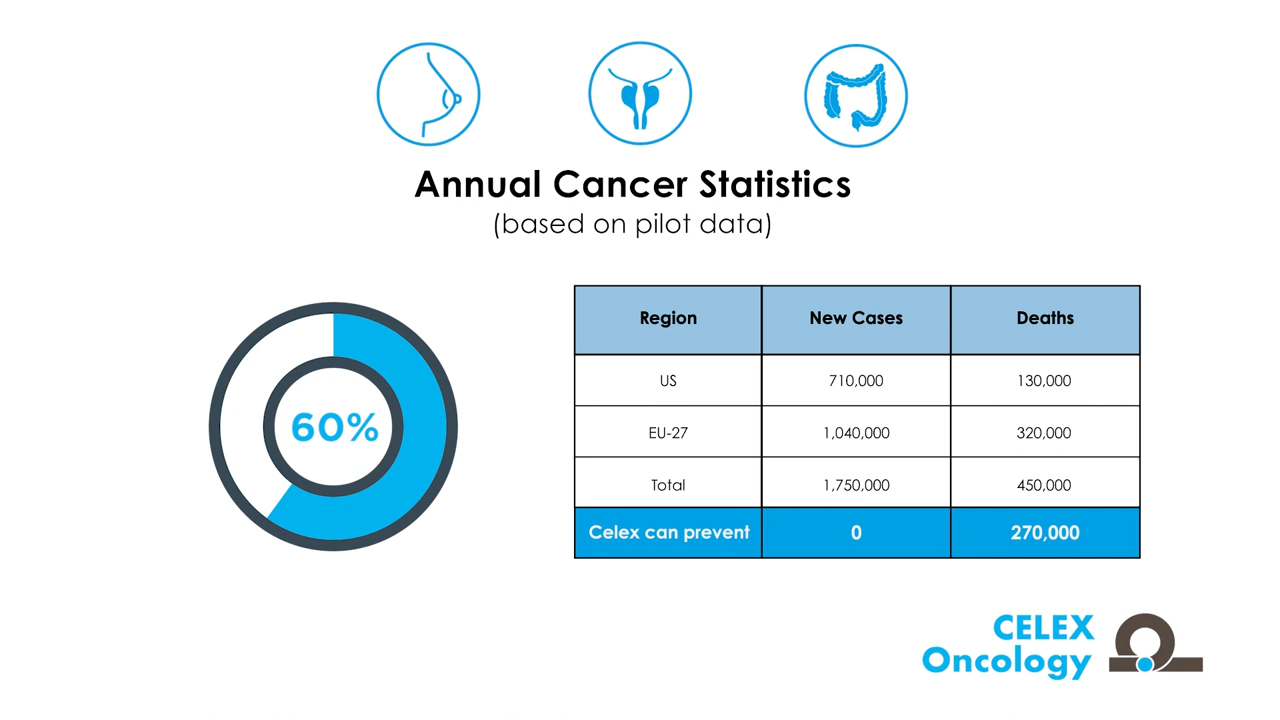 Annual Cancer Statistics
(based on pilot data)
60%
Region New Cases Deaths
US 710,000 130,000
EU-27 1,040,000 320,000
Total 1,750,000 450,000
Celex can prevent 0 270,000
CELEX
Oncology